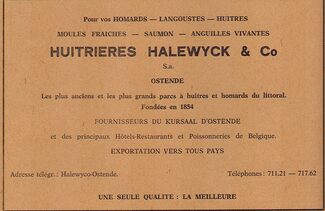 Pour vos HOMARDS - LANGOUSTES - HUITRES
MOULES FRAICHES - SAUMON - ANGUILLES VIVANTES
HUITRIERES HALEWYCK & Co
S.a.
OSTENDE
Les plus anciens et les plus grands parcs à huîtres et homards du littoral.
Fondées en 1854
FOURNISSEURS DU KURSAAL D'OSTENDE
et des principaux Hôtels-Restaurants et Poissonneries de Belgique.
EXPORTATION VERS TOUS PAYS
Adresse télégr.: Halewyco-Ostende. Téléphones : 711.21 — 717.62
UNE SEULE QUALITE : LA MEILLEURE